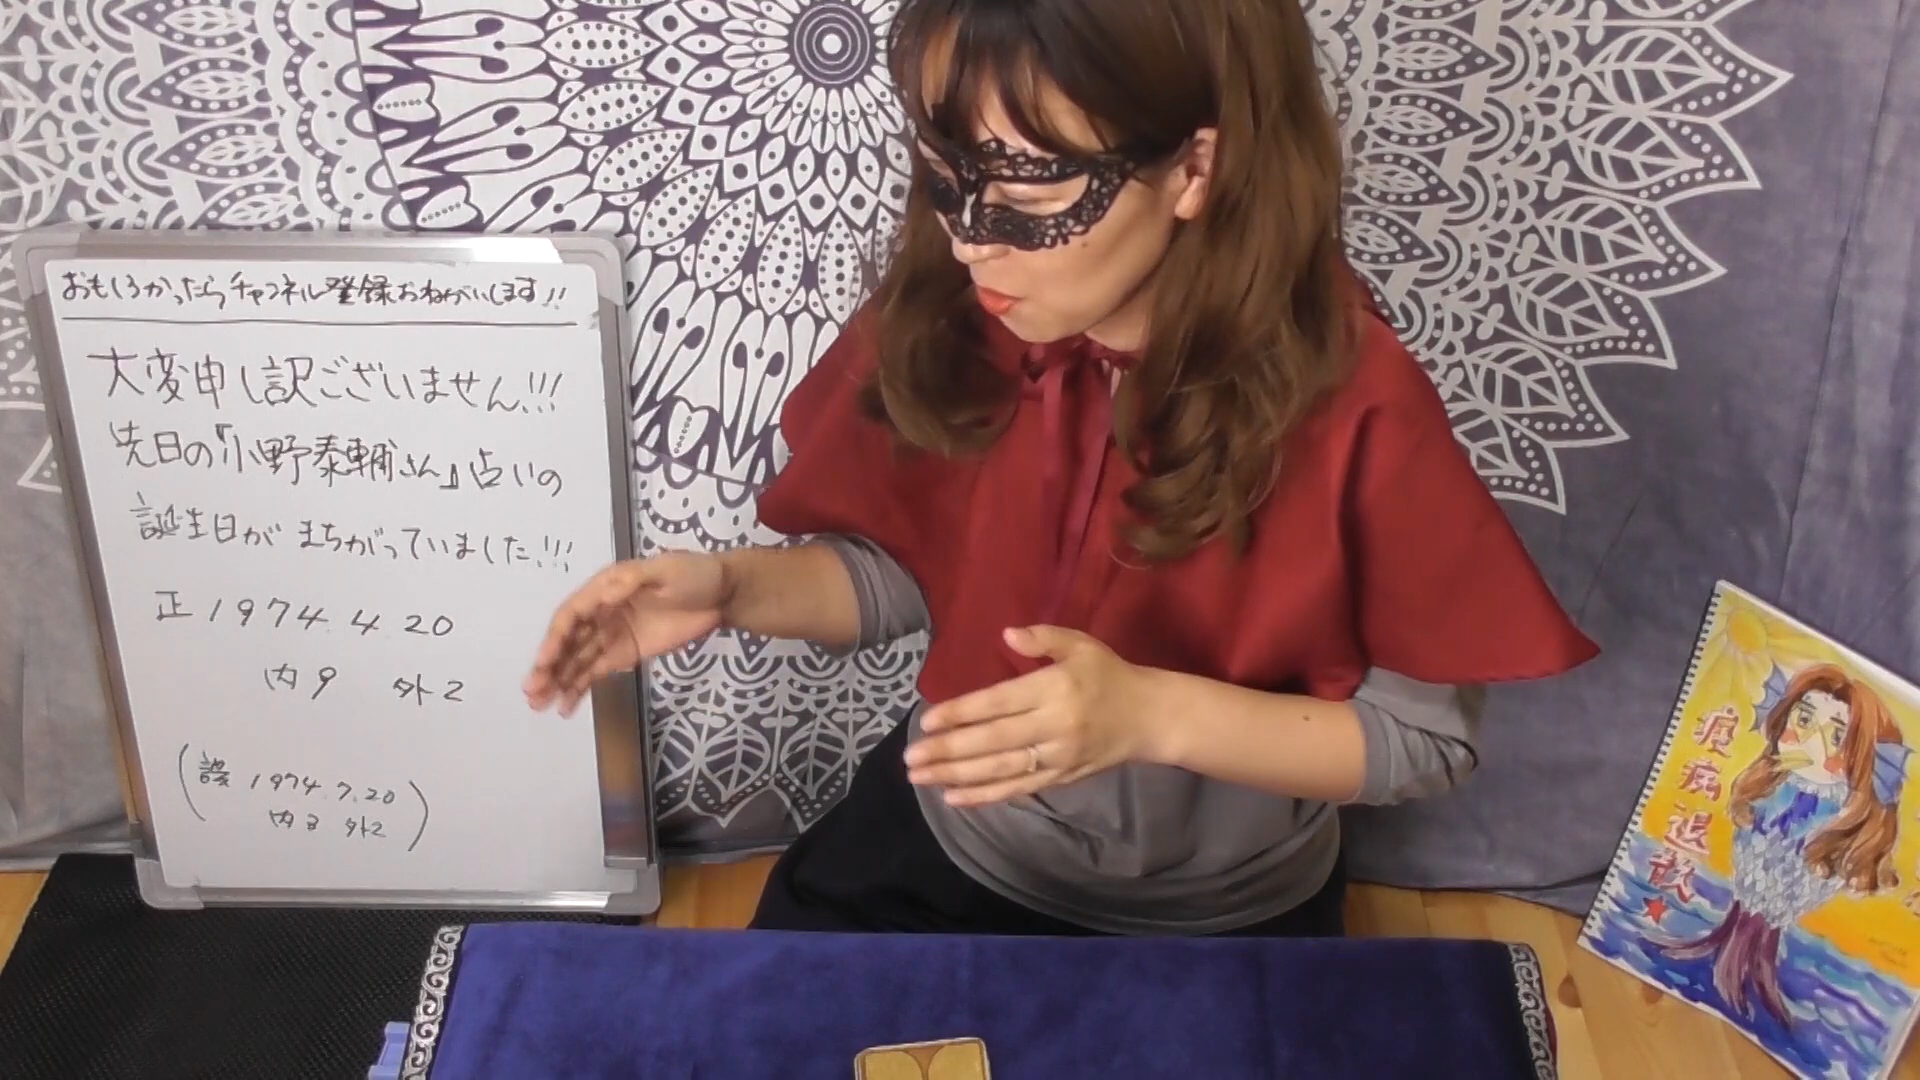 おもしろかったらチャンネル登録おねがいします!!
大変申し訳ございません!!!
先日の「小野泰輔さん」占いの
誕生日がまちがっていました!!!
正 1974.4.20
内9 外2
(誤 1974.7.20
内3 外2)
疫病退散★